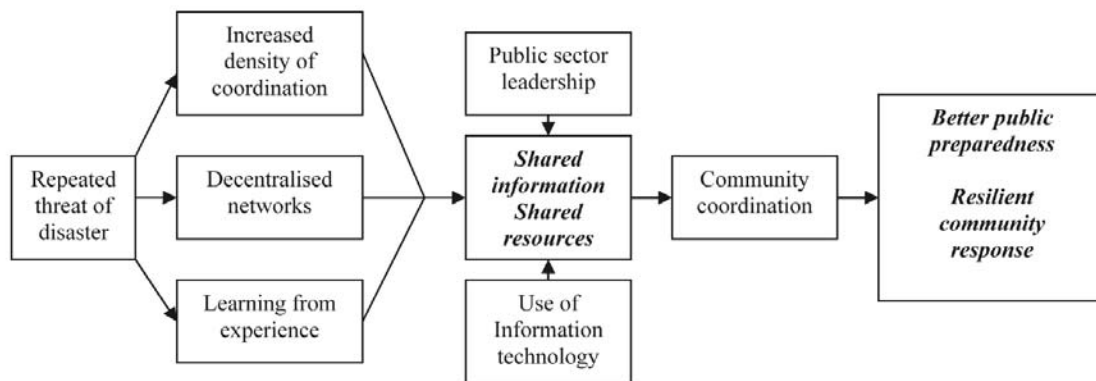 Repeated
threat of
disaster
Increased
density of
coordination
Decentralised
networks
Learning from
experience
Public sector
leadership
Shared
information
Shared
resources
Use of
Information
technology
Community
coordination
Better public
preparedness
Resilient
community
response